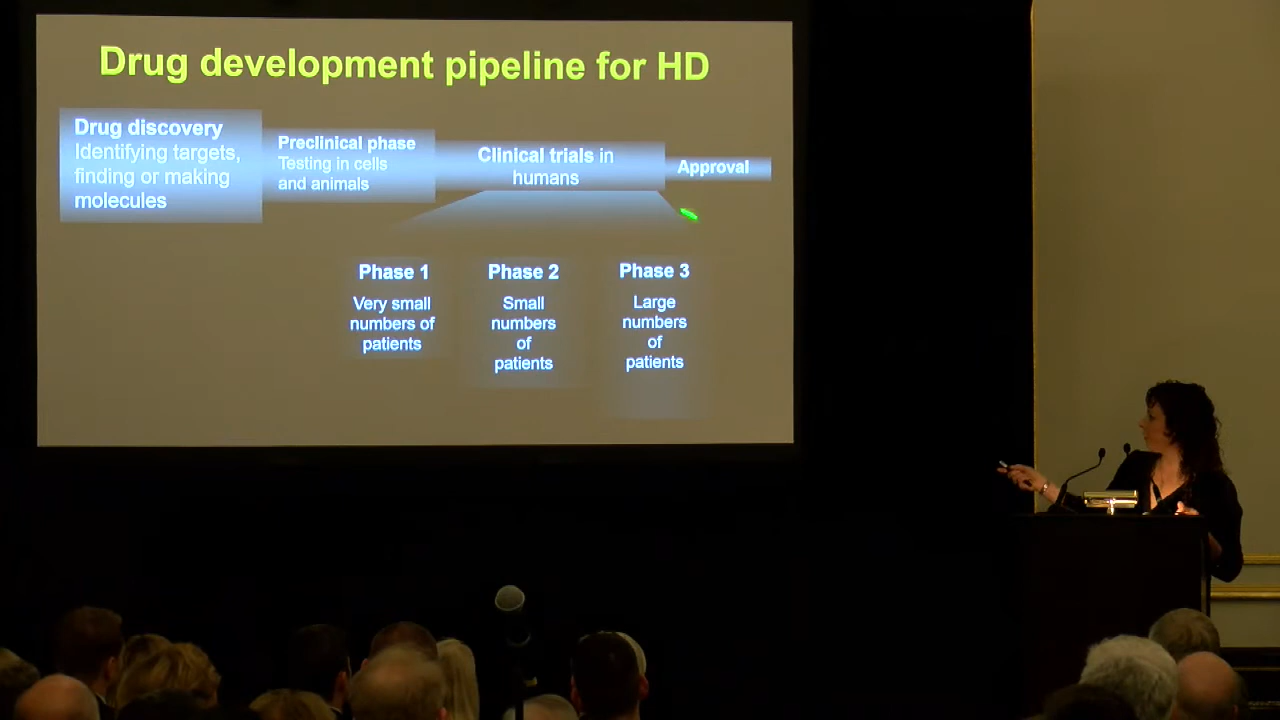 Drug development pipeline for HD
Drug discovery
Identifying targets,
finding or making
molecules
Preclinical phase
Testing in cells
and animals
Clinical trials in
humans
Approval
Phase 1
Very small
numbers of
patients
Phase 2
Small
numbers
of
patients
Phase 3
Large
numbers
of
patients